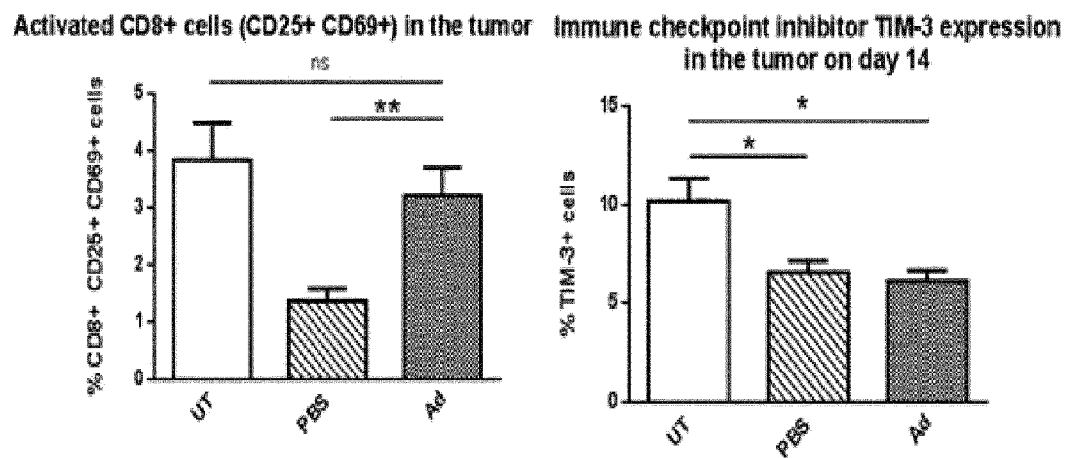 Activated CD8+ cells (CD25+ CD69+) in the tumor
ns
**
% CD8+ CD25+ CD69+ cells
5
4
3
2
1
0
UT
PBS
Ad
Immune checkpoint inhibitor TIM-3 expression
in the tumor on day 14
*
*
% TIM-3+ cells
15
10
5
0
UT
PBS
Ad